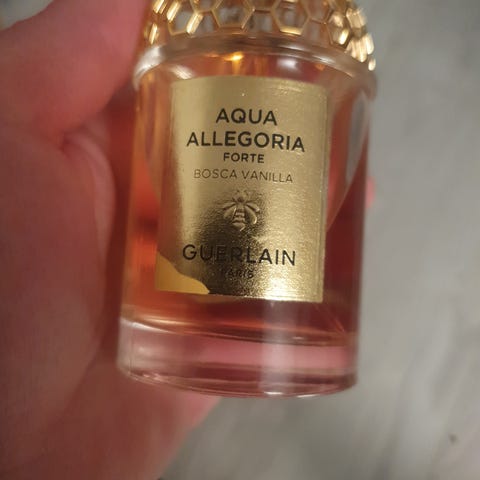 AQUA
ALLEGORIA
FORTE
BOSCA VANILLA
GUERLAIN
PARIS